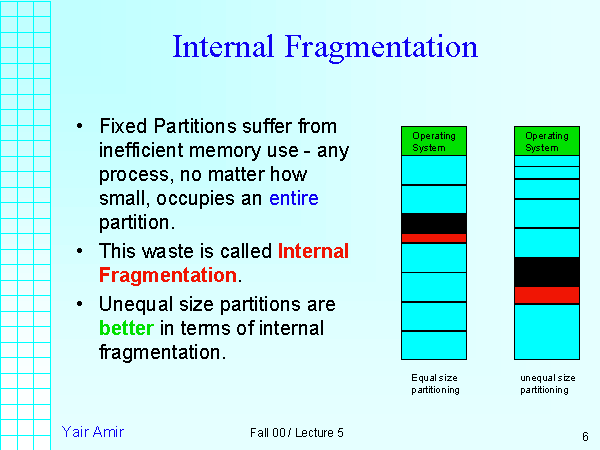 Internal Fragmentation
• Fixed Partitions suffer from
inefficient memory use - any
process, no matter how
small, occupies an entire
partition.
• This waste is called Internal
Fragmentation.
• Unequal size partitions are
better in terms of internal
fragmentation.
Operating
System
Operating
System
Equal size
partitioning
unequal size
partitioning
Yair Amir
Fall 00 / Lecture 5
6